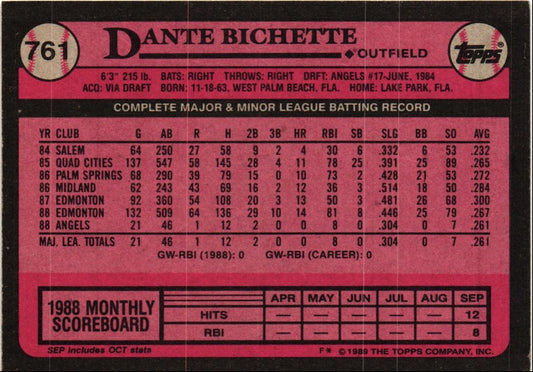 761
DANTE BICHETTE
◆OUTFIELD
topps
6'3" 215 lb. BATS: RIGHT THROWS: RIGHT DRFT: ANGELS #17-JUNE, 1984
ACQ: VIA DRAFT BORN: 11-18-63, WEST PALM BEACH, FLA. HOME: LAKE PARK, FLA.
COMPLETE MAJOR & MINOR LEAGUE BATTING RECORD
YR CLUB G AB R H 2B 3B HR RBI SB SLG BB SO AVG
84 SALEM 64 250 27 58 9 2 4 30 6 .332 6 53 .232
85 QUAD CITIES 137 547 58 145 28 4 11 78 25 .391 25 89 .265
86 PALM SPRINGS 68 290 39 79 15 0 10 73 2 .428 21 53 .272
86 MIDLAND 62 243 43 69 16 2 12 36 3 .514 18 50 .284
87 EDMONTON 92 360 54 108 20 3 13 50 3 .481 26 68 .300
88 EDMONTON 132 509 64 136 29 10 14 81 8 .446 25 79 .267
88 ANGELS 21 46 1 12 2 0 0 8 0 .304 0 7 .261
MAJ. LEA. TOTALS 21 46 1 12 2 0 0 8 0 .304 0 7 .261
GW-RBI (1988): 0 GW-RBI (CAREER): 0
1988 MONTHLY SCOREBOARD
APR MAY JUN JUL AUG SEP
HITS — — — — — 12
RBI — — — — — 8
SEP includes OCT stats
F* © 1989 THE TOPPS COMPANY, INC.